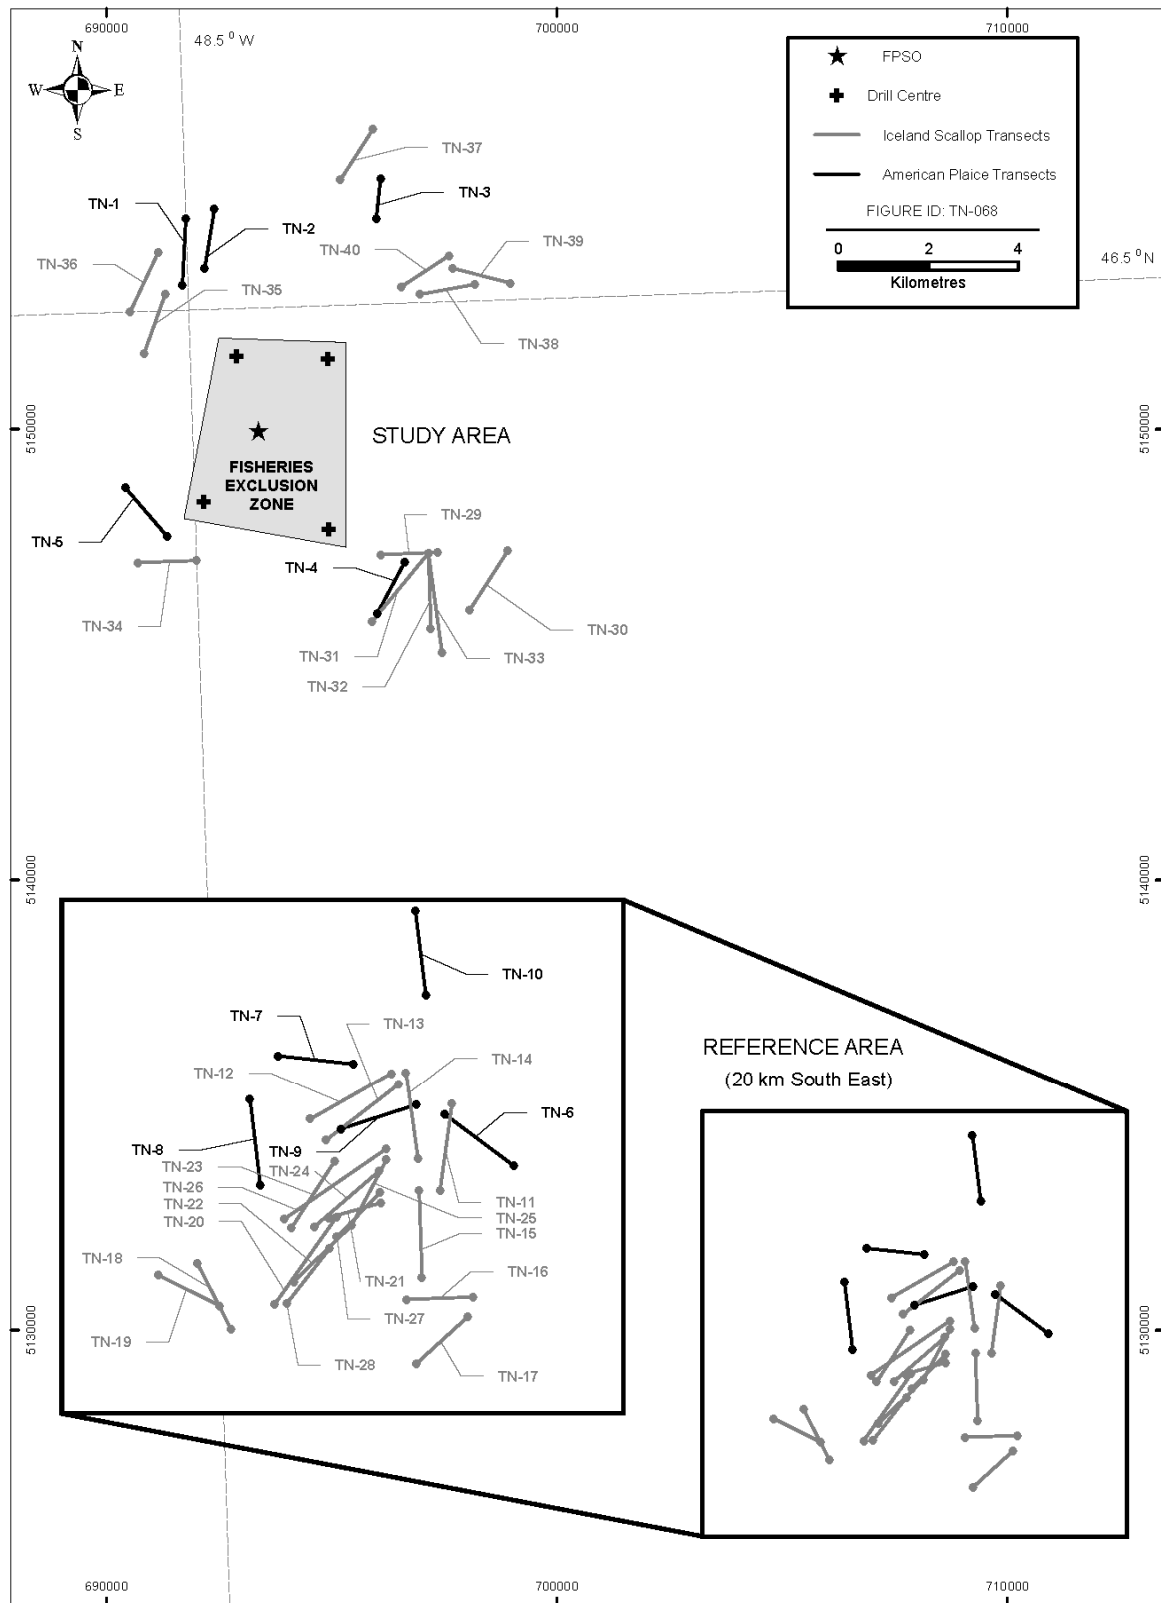 690000
700000
710000
48.5 ° W
N
W
E
S
FPSO
Drill Centre
Iceland Scallop Transects
American Plaice Transects
FIGURE ID: TN-068
0 2 4
Kilometres
TN-37
TN-3
TN-1
TN-2
TN-40
TN-39
46.5 ° N
TN-36
TN-35
TN-38
5150000
5150000
STUDY AREA
FISHERIES
EXCLUSION
ZONE
TN-5
TN-29
TN-4
TN-34
TN-30
TN-31
TN-33
TN-32
5140000
5140000
TN-10
TN-7
TN-13
TN-14
TN-12
REFERENCE AREA
(20 km South East)
TN-6
TN-8
TN-9
TN-23
TN-24
TN-26
TN-11
TN-22
TN-25
TN-20
TN-15
TN-18
TN-16
TN-21
TN-27
TN-19
TN-28
TN-17
5130000
5130000
690000
700000
710000